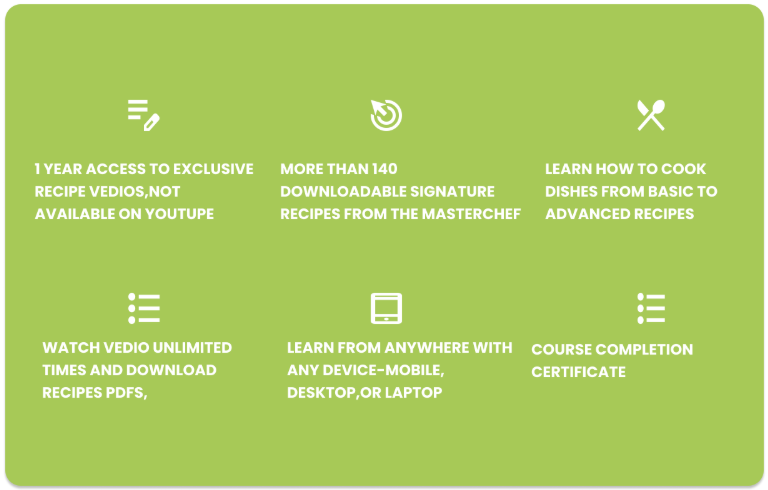 1 YEAR ACCESS TO EXCLUSIVE
RECIPE VEDIOS,NOT
AVAILABLE ON YOUTUPE
MORE THAN 140
DOWNLOADABLE SIGNATURE
RECIPES FROM THE MASTERCHEF
LEARN HOW TO COOK
DISHES FROM BASIC TO
ADVANCED RECIPES
WATCH VEDIO UNLIMITED
TIMES AND DOWNLOAD
RECIPES PDFS,
LEARN FROM ANYWHERE WITH
ANY DEVICE-MOBILE,
DESKTOP,OR LAPTOP
COURSE COMPLETION
CERTIFICATE